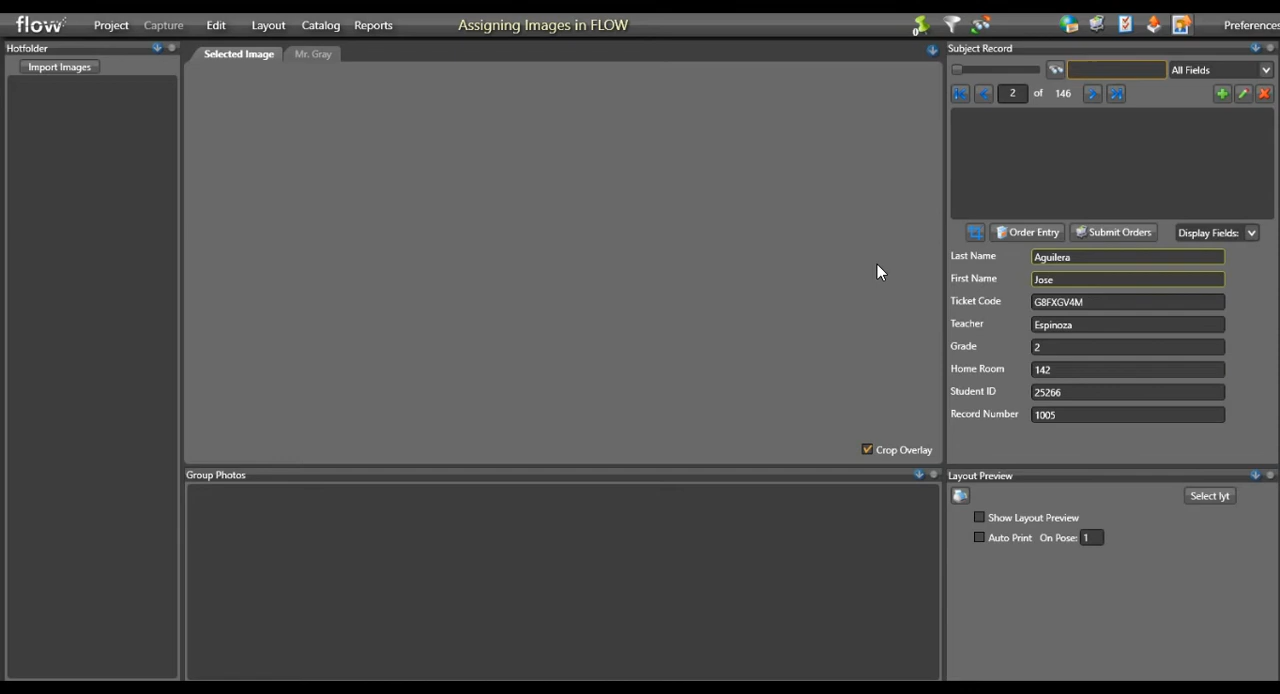 flow Project Capture Edit Layout Catalog Reports Assigning Images in FLOW 0 Preferences
Hotfolder
Import Images
Selected Image Mr. Gray
Subject Record
All Fields
2 of 146
Order Entry Submit Orders Display Fields:
Last Name Aguilera
First Name Jose
Ticket Code G8FXGV4M
Teacher Espinoza
Grade 2
Home Room 142
Student ID 25266
Record Number 1005
Crop Overlay
Group Photos
Layout Preview
Select lyt
Show Layout Preview
Auto Print On Pose: 1